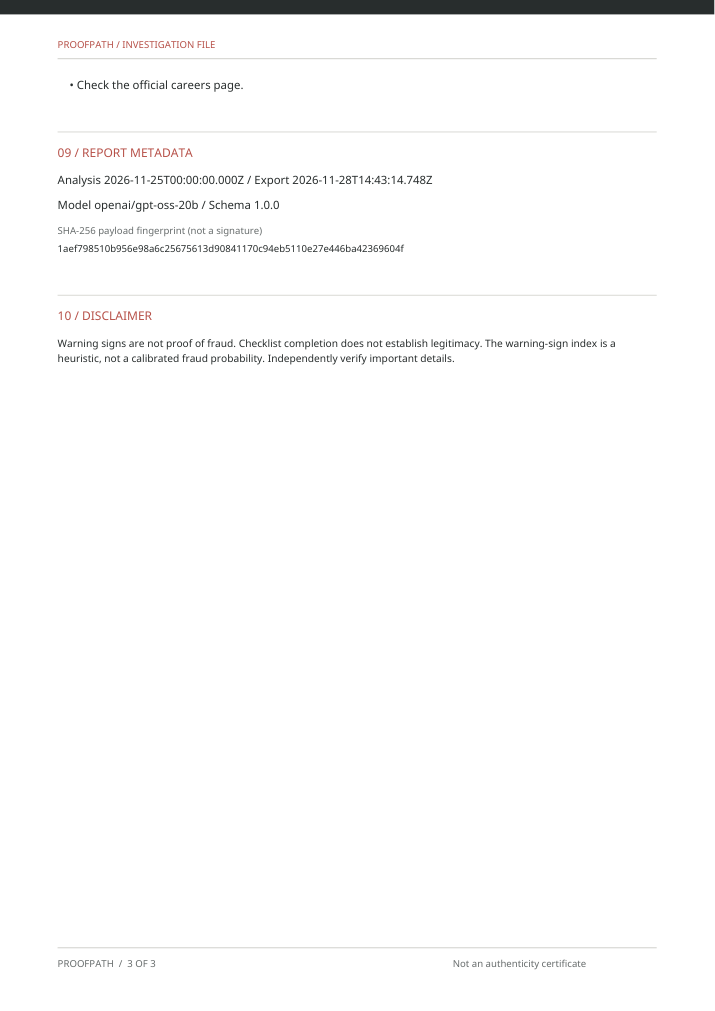 PROOFPATH / INVESTIGATION FILE
• Check the official careers page.
09 / REPORT METADATA
Analysis 2026-11-25T00:00:00.000Z / Export 2026-11-28T14:43:14.748Z
Model openai/gpt-oss-20b / Schema 1.0.0
SHA-256 payload fingerprint (not a signature)
1aef798510b956e98a6c25675613d90841170c94eb5110e27e446ba42369604f
10 / DISCLAIMER
Warning signs are not proof of fraud. Checklist completion does not establish legitimacy. The warning-sign index is a
heuristic, not a calibrated fraud probability. Independently verify important details.
PROOFPATH / 3 OF 3
Not an authenticity certificate